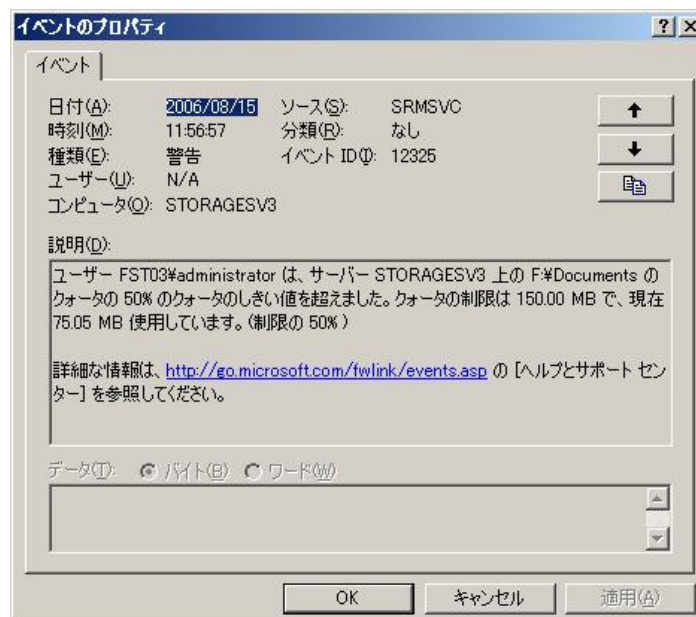 イベントのプロパティ
イベント
日付(A): 2006/08/15 ソース(S): SRMSVC
時刻(M): 11:56:57 分類(R): なし
種類(E): 警告 イベント ID(I): 12325
ユーザー(U): N/A
コンピュータ(O): STORAGESV3
説明(D):
ユーザー FST03¥administrator は、サーバー STORAGESV3 上の F:¥Documents の
クォータの 50% のクォータのしきい値を超えました。クォータの制限は 150.00 MB で、現在
75.05 MB 使用しています。(制限の 50% )
詳細な情報は、http://go.microsoft.com/fwlink/events.asp の [ヘルプとサポート セン
ター] を参照してください。
データ(T): バイト(B) ワード(W)
OK キャンセル 適用(A)